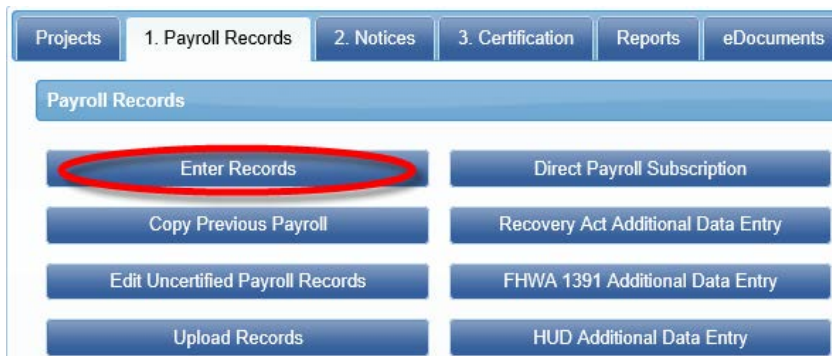 Projects 1. Payroll Records 2. Notices 3. Certification Reports eDocuments
Payroll Records
Enter Records Direct Payroll Subscription
Copy Previous Payroll Recovery Act Additional Data Entry
Edit Uncertified Payroll Records FHWA 1391 Additional Data Entry
Upload Records HUD Additional Data Entry